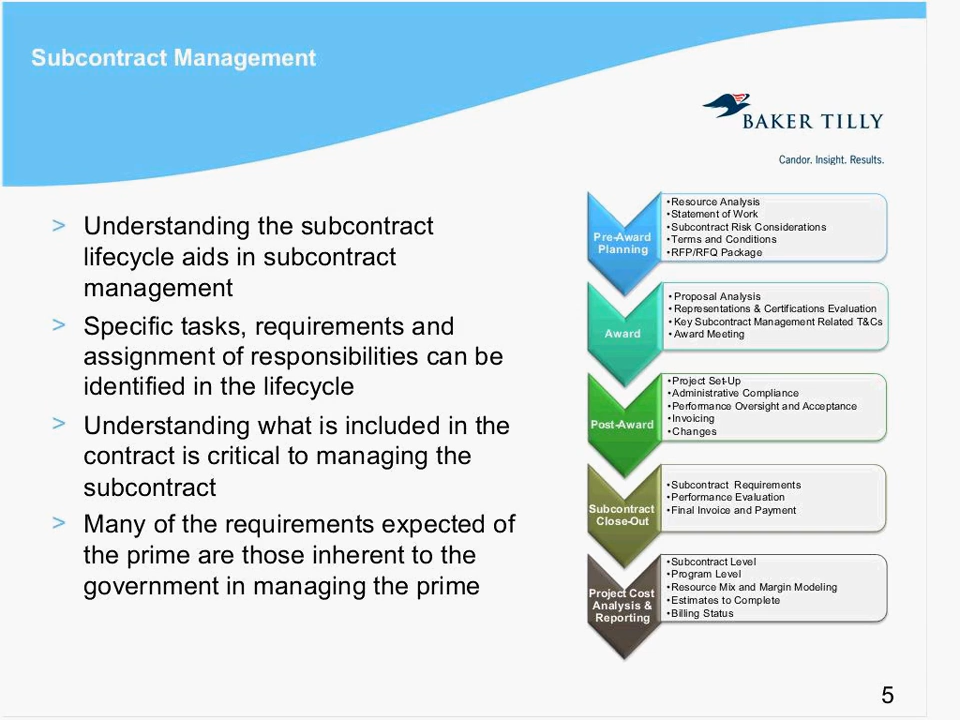 Subcontract Management
BAKER TILLY
Candor. Insight. Results.
> Understanding the subcontract
lifecycle aids in subcontract
management
> Specific tasks, requirements and
assignment of responsibilities can be
identified in the lifecycle
> Understanding what is included in the
contract is critical to managing the
subcontract
> Many of the requirements expected of
the prime are those inherent to the
government in managing the prime
Pre-Award
Planning
•Resource Analysis
•Statement of Work
•Subcontract Risk Considerations
•Terms and Conditions
•RFP/RFQ Package
Award
•Proposal Analysis
•Representations & Certifications Evaluation
•Key Subcontract Management Related T&Cs
•Award Meeting
Post-Award
•Project Set-Up
•Administrative Compliance
•Performance Oversight and Acceptance
•Invoicing
•Changes
Subcontract
Close-Out
•Subcontract Requirements
•Performance Evaluation
•Final Invoice and Payment
Project Cost
Analysis &
Reporting
•Subcontract Level
•Program Level
•Resource Mix and Margin Modeling
•Estimates to Complete
•Billing Status
5